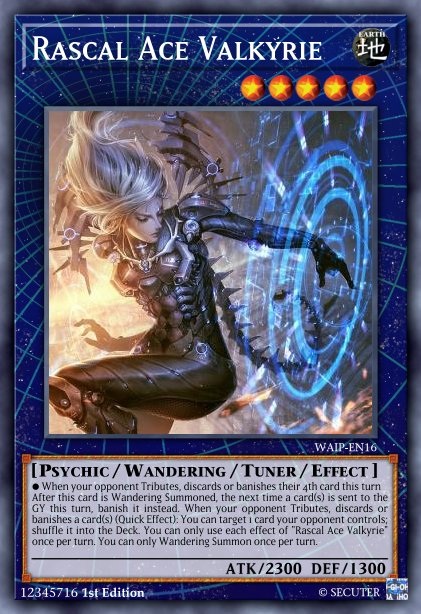 Rascal Ace Valkyrie
EARTH
地
WAIP-EN16
[Psychic / Wandering / Tuner / Effect ]
● When your opponent Tributes, discards or banishes their 4th card this turn
After this card is Wandering Summoned, the next time a card(s) is sent to the
GY this turn, banish it instead. When your opponent Tributes, discards or
banishes a card(s) (Quick Effect): You can target 1 card your opponent controls;
shuffle it into the Deck. You can only use each effect of "Rascal Ace Valkyrie"
once per turn. You can only Wandering Summon once per turn.
ATK/2300 DEF/1300
12345716 1st Edition
© SECUTER